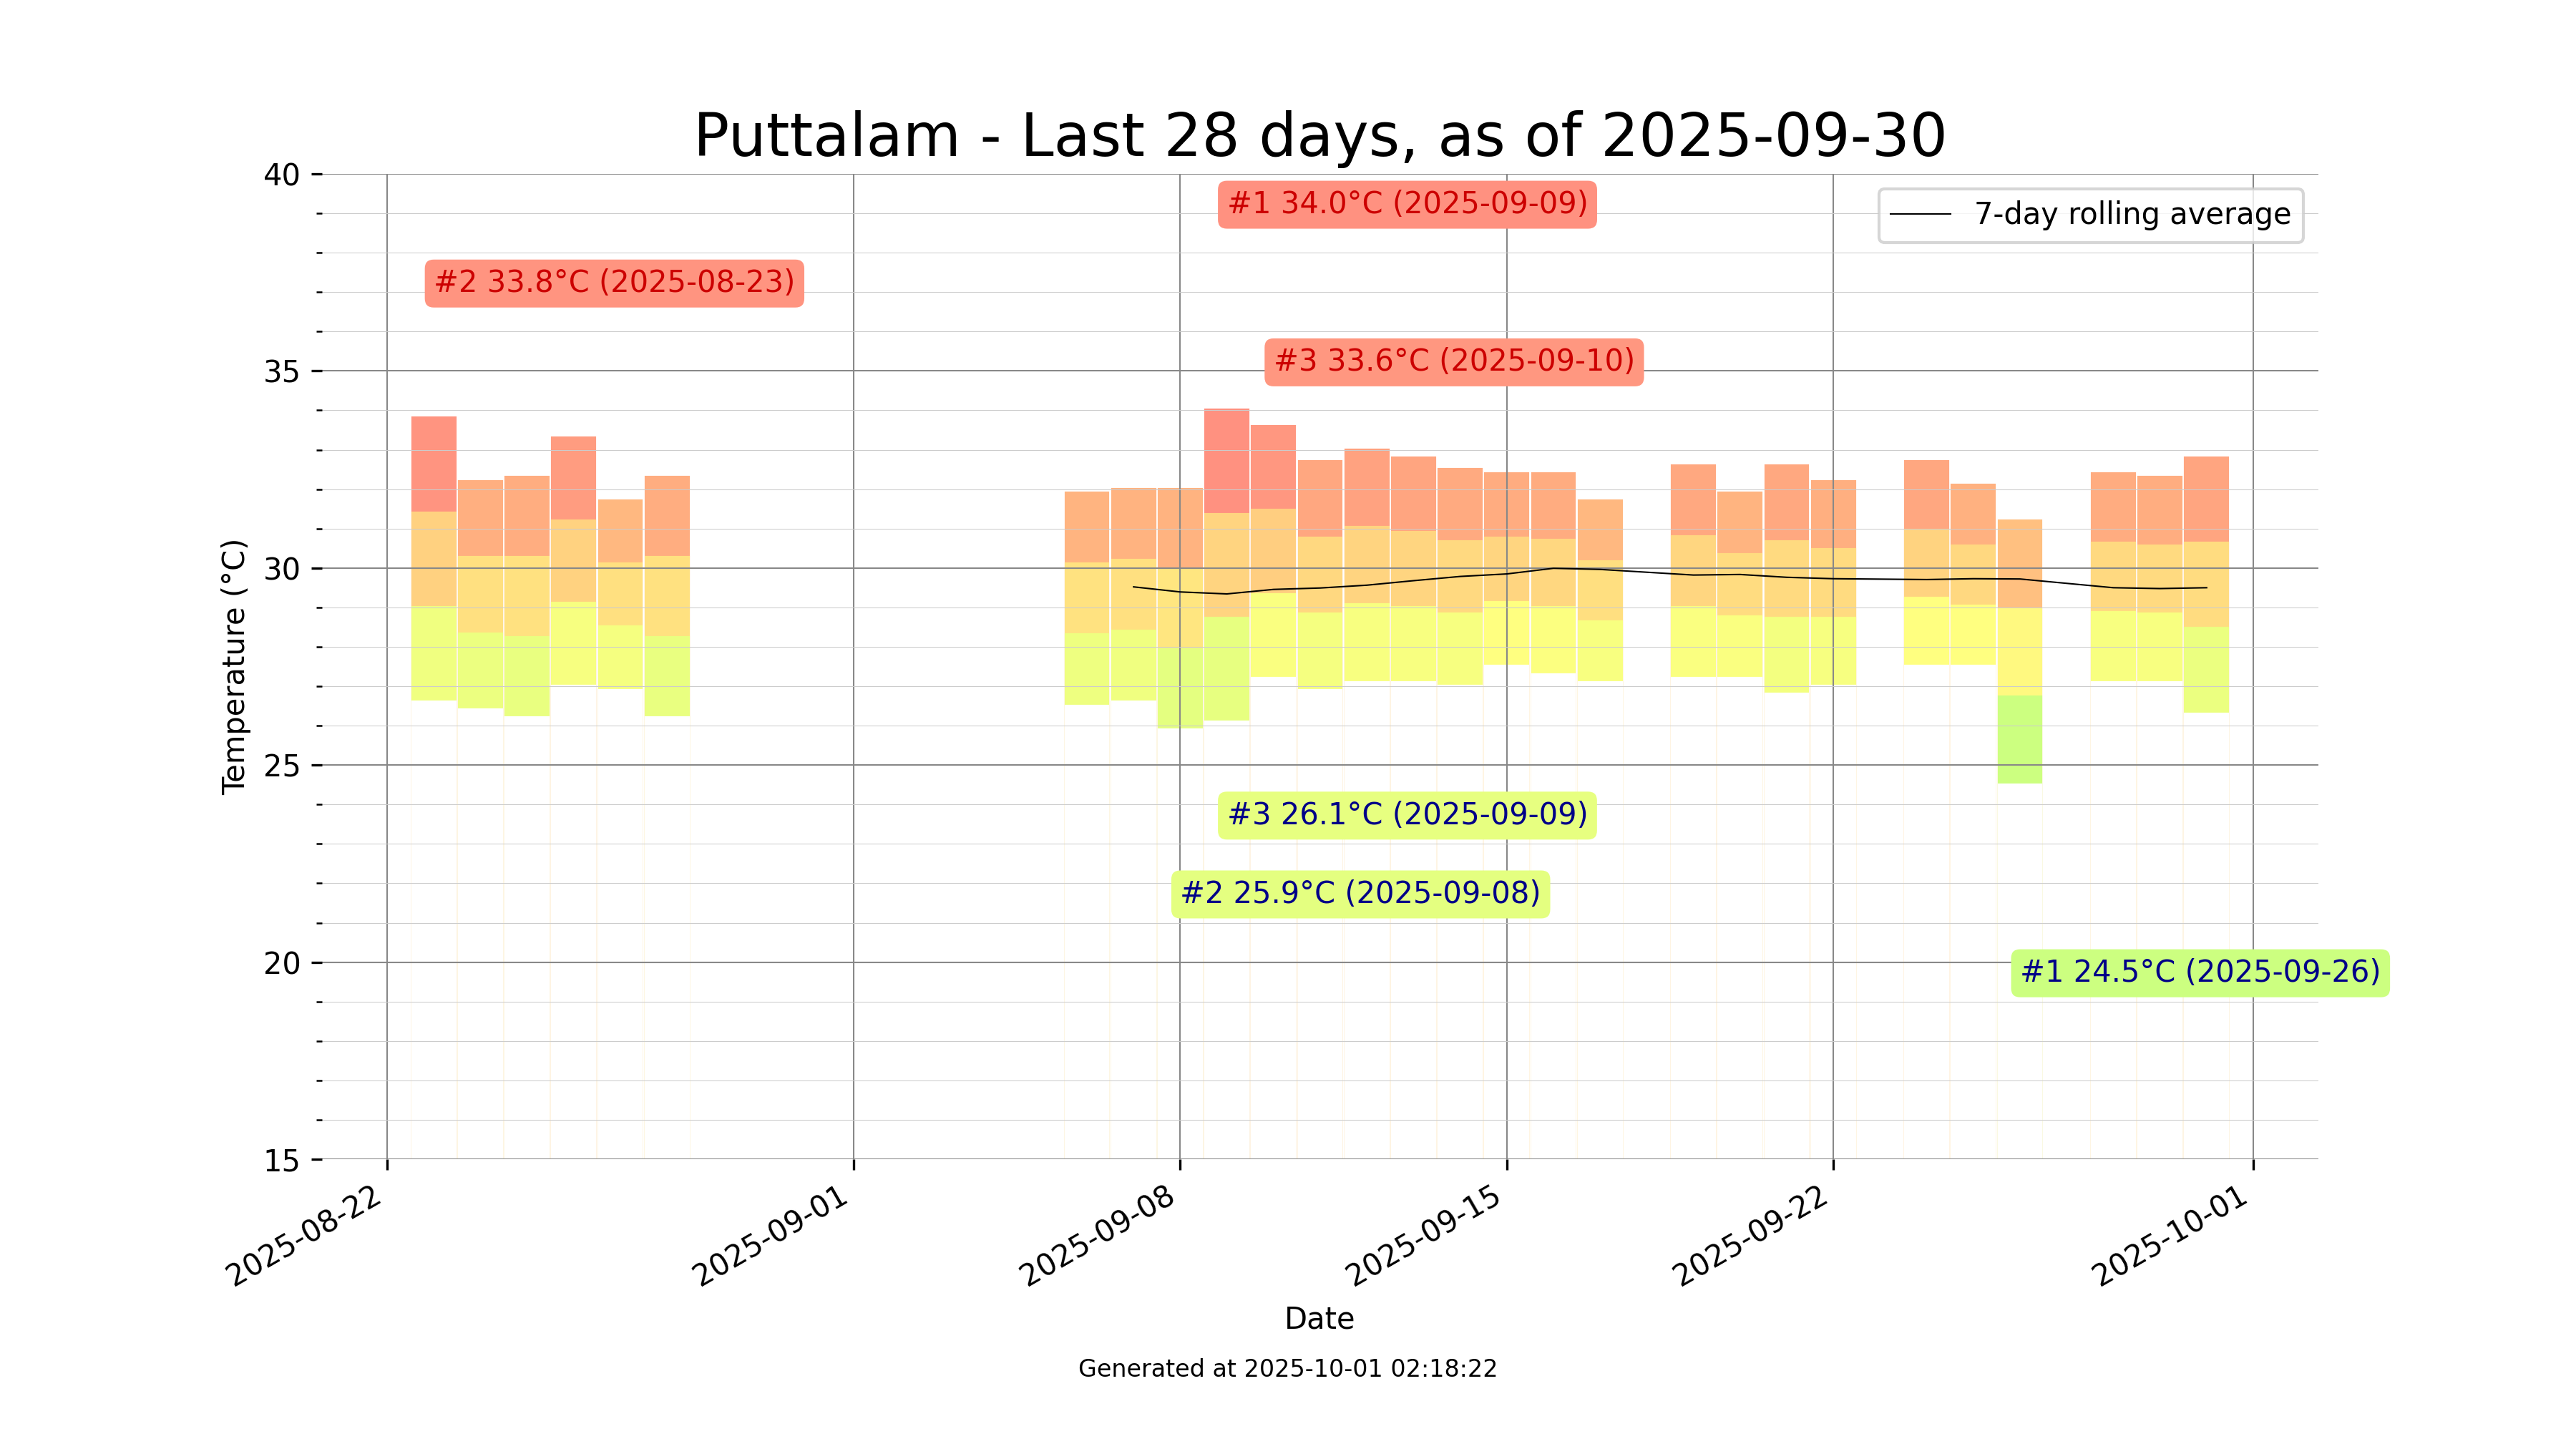 Puttalam - Last 28 days, as of 2025-09-30
40
#1 34.0°C (2025-09-09)
7-day rolling average
#2 33.8°C (2025-08-23)
35
#3 33.6°C (2025-09-10)
30
Temperature (°C)
25
#3 26.1°C (2025-09-09)
#2 25.9°C (2025-09-08)
20
#1 24.5°C (2025-09-26)
15
2025-08-22
2025-09-01
2025-09-08
2025-09-15
2025-09-22
2025-10-01
Date
Generated at 2025-10-01 02:18:22